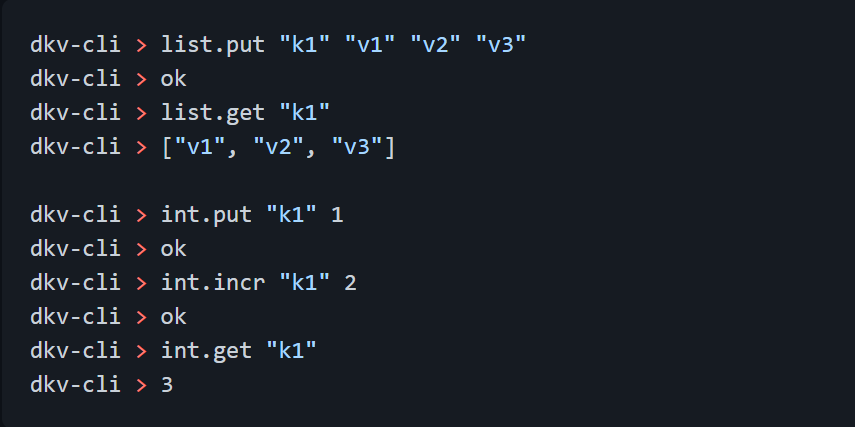 dkv-cli > list.put "k1" "v1" "v2" "v3"
dkv-cli > ok
dkv-cli > list.get "k1"
dkv-cli > ["v1", "v2", "v3"]
dkv-cli > int.put "k1" 1
dkv-cli > ok
dkv-cli > int.incr "k1" 2
dkv-cli > ok
dkv-cli > int.get "k1"
dkv-cli > 3